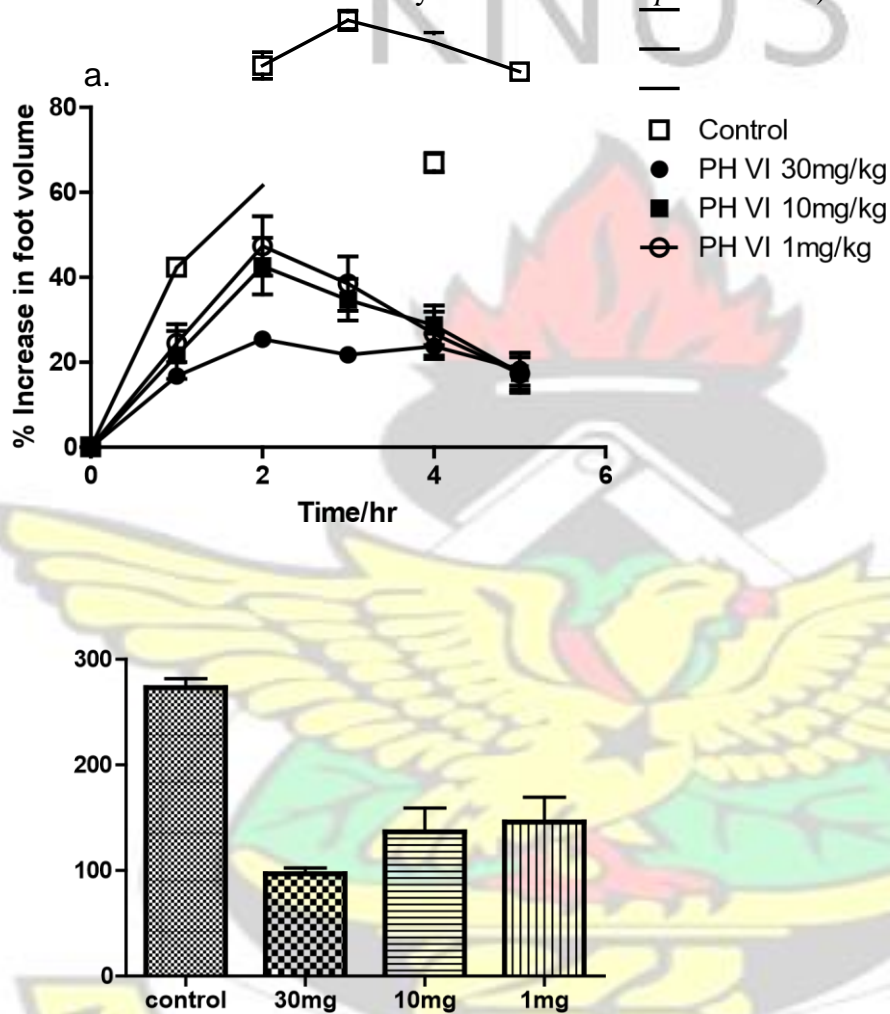 KNUS
a.
% Increase in foot volume
80
60
40
20
0
0 2 4 6
Time/hr
Control
PH VI 30mg/kg
PH VI 10mg/kg
PH VI 1mg/kg
300
200
100
0
control 30mg 10mg 1mg